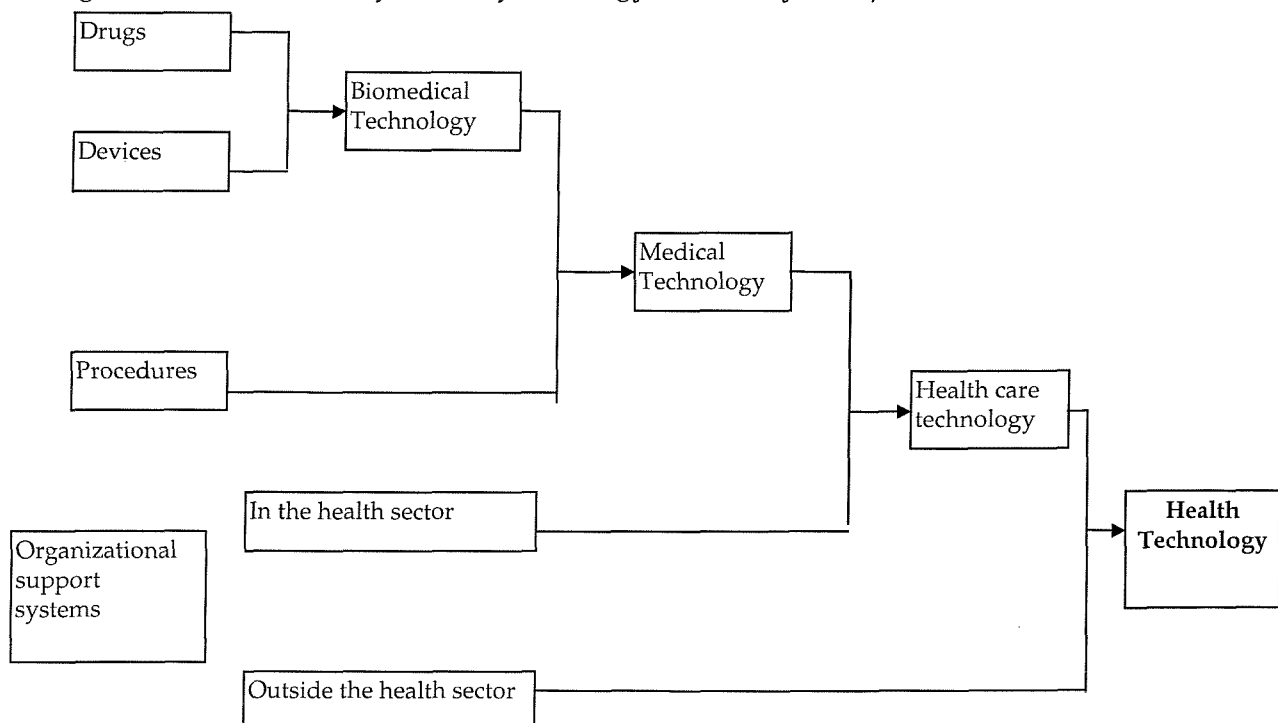 Drugs
Biomedical
Technology
Devices
Medical
Technology
Procedures
Health care
technology
In the health sector
Health
Technology
Organizational
support
systems
Outside the health sector